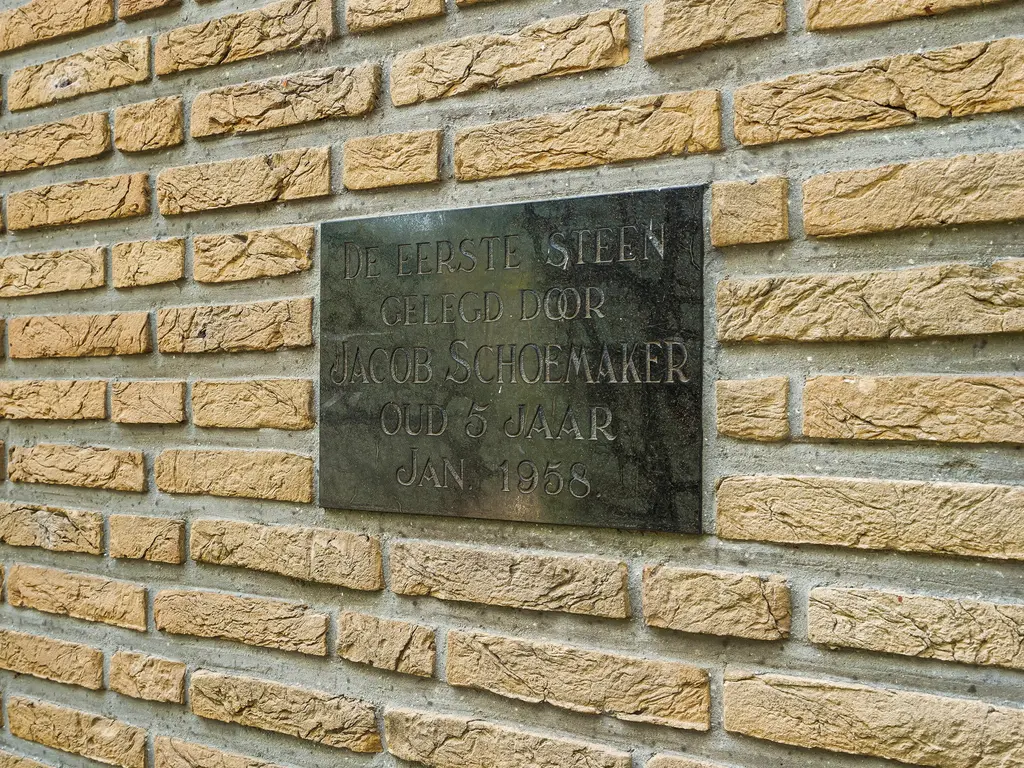 DE EERSTE STEEN
GELEGD DOOR
JACOB SCHOEMAKER
OUD 5 JAAR
JAN. 1958.